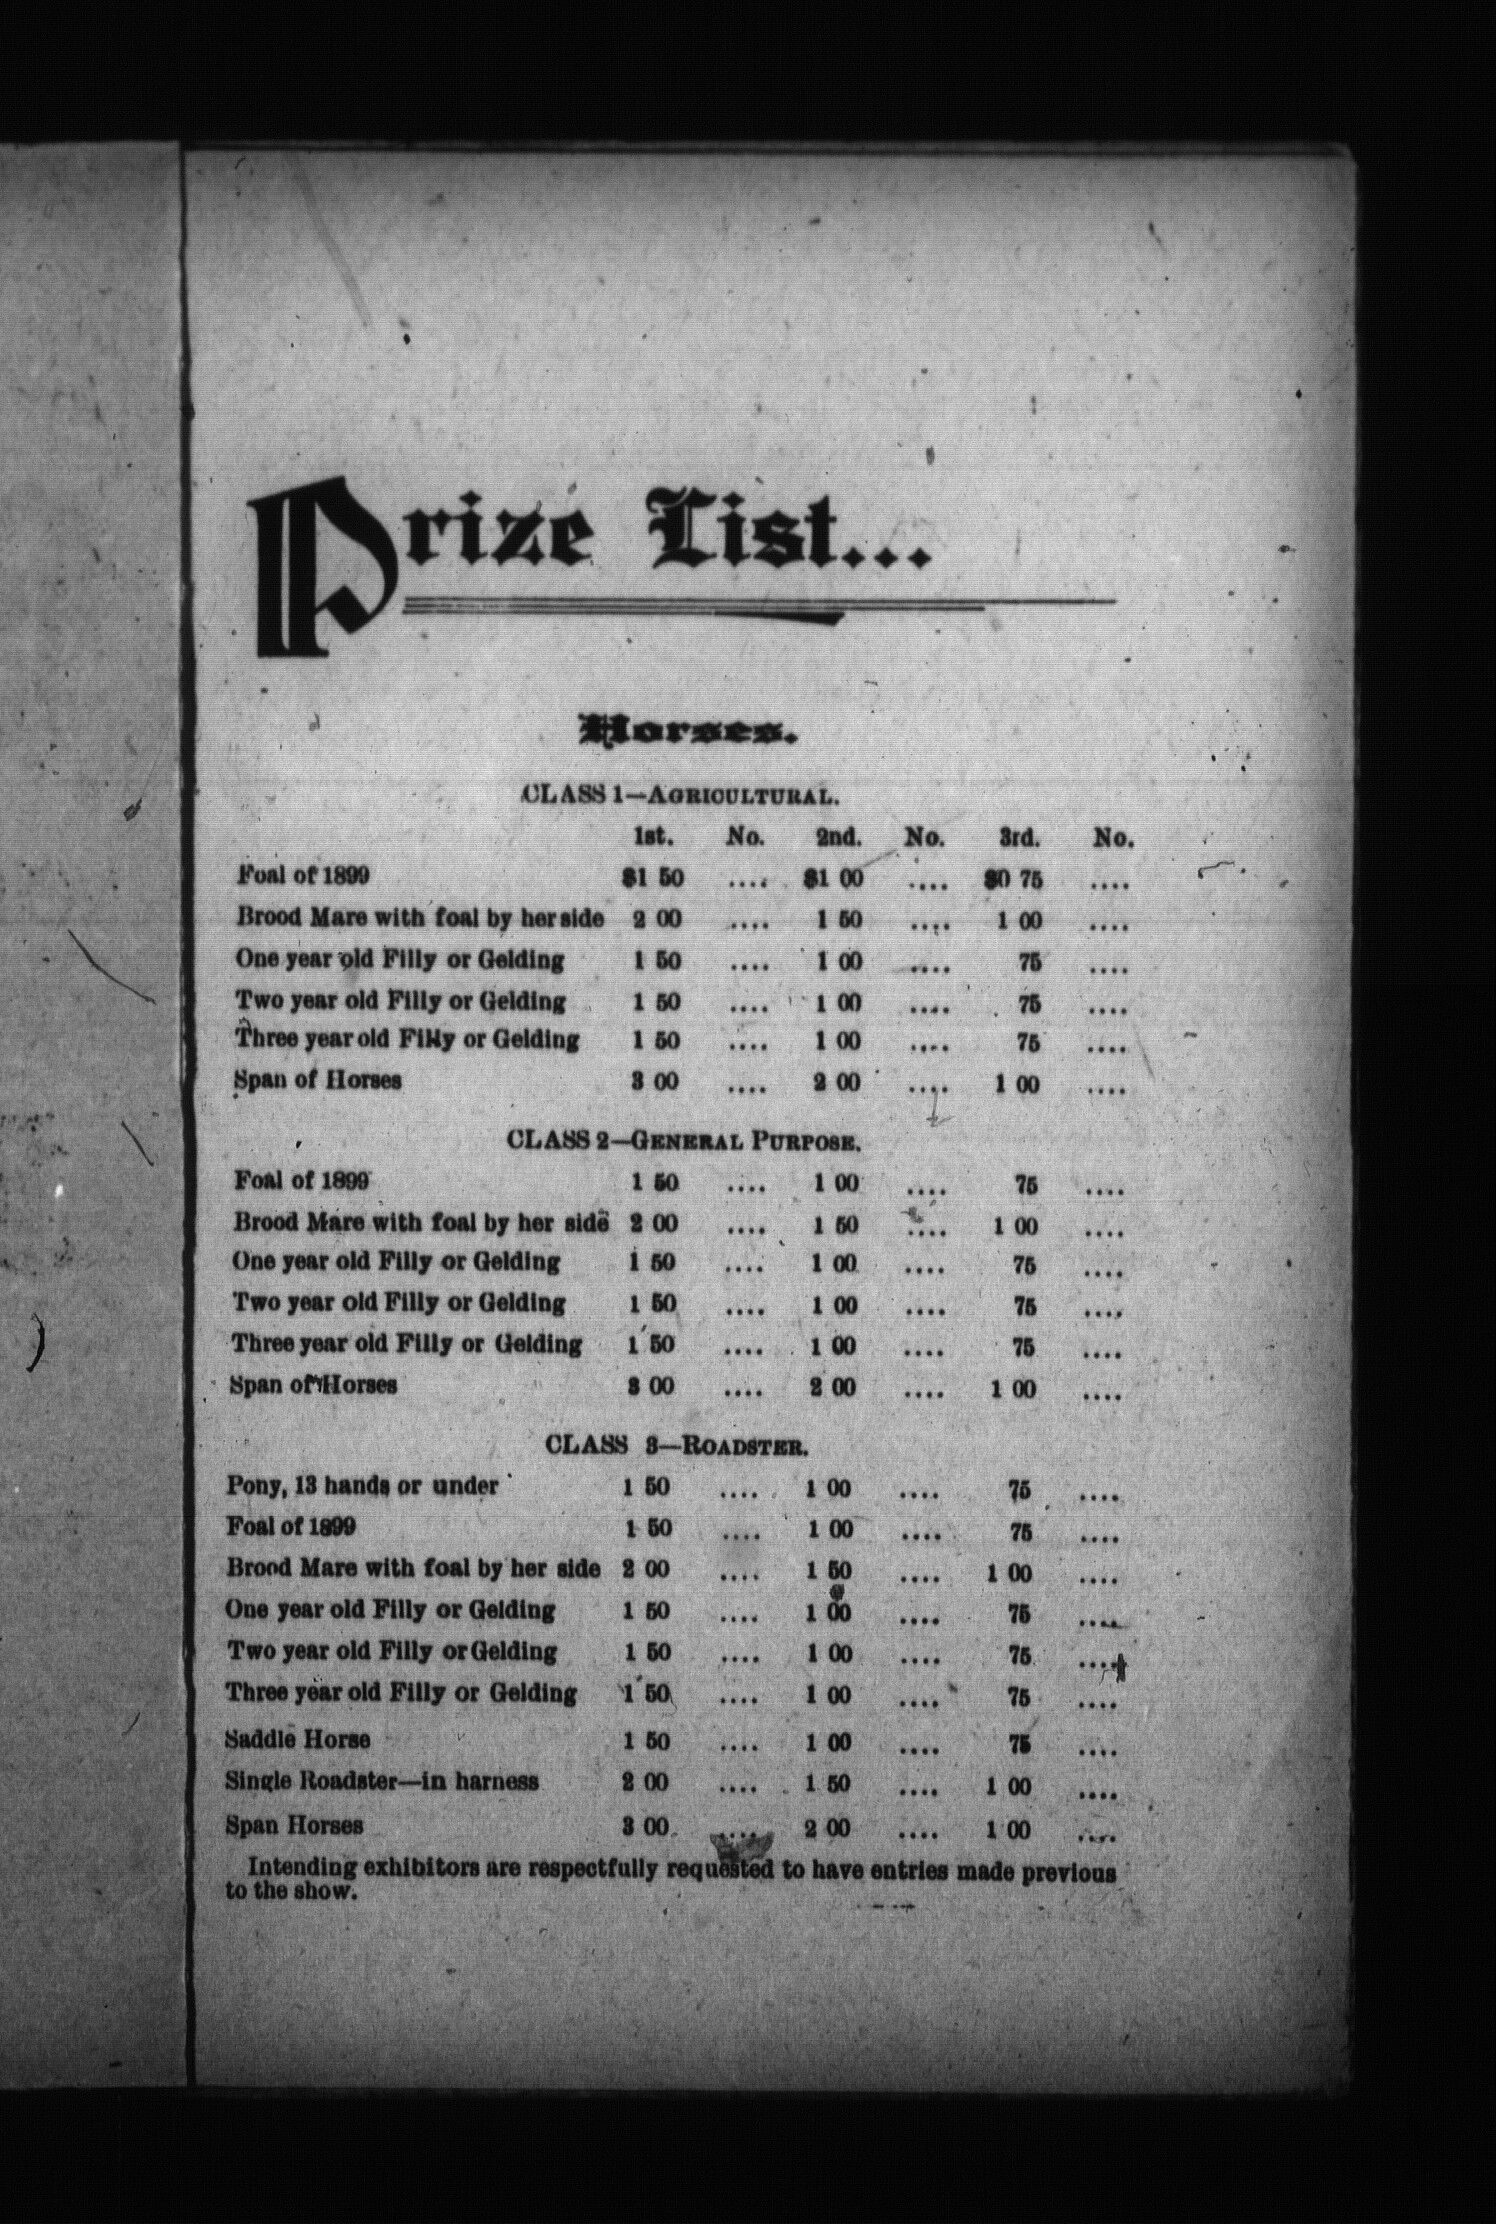 Prize List...
Horses.
CLASS 1—AGRICULTURAL.
1st. No. 2nd. No. 3rd. No.
Foal of 1899 $1 50 .... $1 00 .... $0 75 ....
Brood Mare with foal by her side 2 00 .... 1 50 .... 1 00 ....
One year old Filly or Gelding 1 50 .... 1 00 .... 75 ....
Two year old Filly or Gelding 1 50 .... 1 00 .... 75 ....
Three year old Filly or Gelding 1 50 .... 1 00 .... 75 ....
Span of Horses 3 00 .... 2 00 .... 1 00 ....
CLASS 2—GENERAL PURPOSE.
Foal of 1899 1 50 .... 1 00 .... 75 ....
Brood Mare with foal by her side 2 00 .... 1 50 .... 1 00 ....
One year old Filly or Gelding 1 50 .... 1 00 .... 75 ....
Two year old Filly or Gelding 1 50 .... 1 00 .... 75 ....
Three year old Filly or Gelding 1 50 .... 1 00 .... 75 ....
Span of Horses 3 00 .... 2 00 .... 1 00 ....
CLASS 3—ROADSTER.
Pony, 13 hands or under 1 50 .... 1 00 .... 75 ....
Foal of 1899 1 50 .... 1 00 .... 75 ....
Brood Mare with foal by her side 2 00 .... 1 50 .... 1 00 ....
One year old Filly or Gelding 1 50 .... 1 00 .... 75 ....
Two year old Filly or Gelding 1 50 .... 1 00 .... 75 ....
Three year old Filly or Gelding 1 50 .... 1 00 .... 75 ....
Saddle Horse 1 50 .... 1 00 .... 75 ....
Single Roadster—in harness 2 00 .... 1 50 .... 1 00 ....
Span Horses 3 00 .... 2 00 .... 1 00 ....
Intending exhibitors are respectfully requested to have entries made previous
to the show.